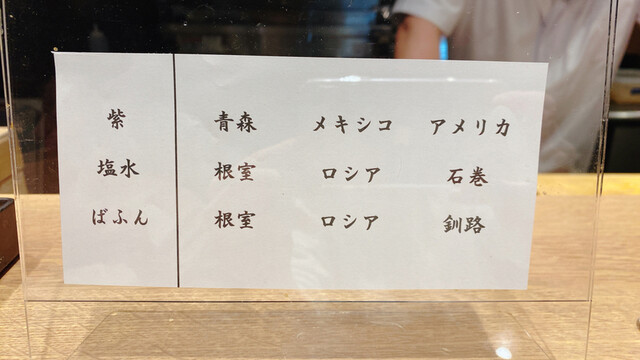 紫 青森 メキシコ アメリカ
塩水 根室 ロシア 石巻
ばふん 根室 ロシア 釧路